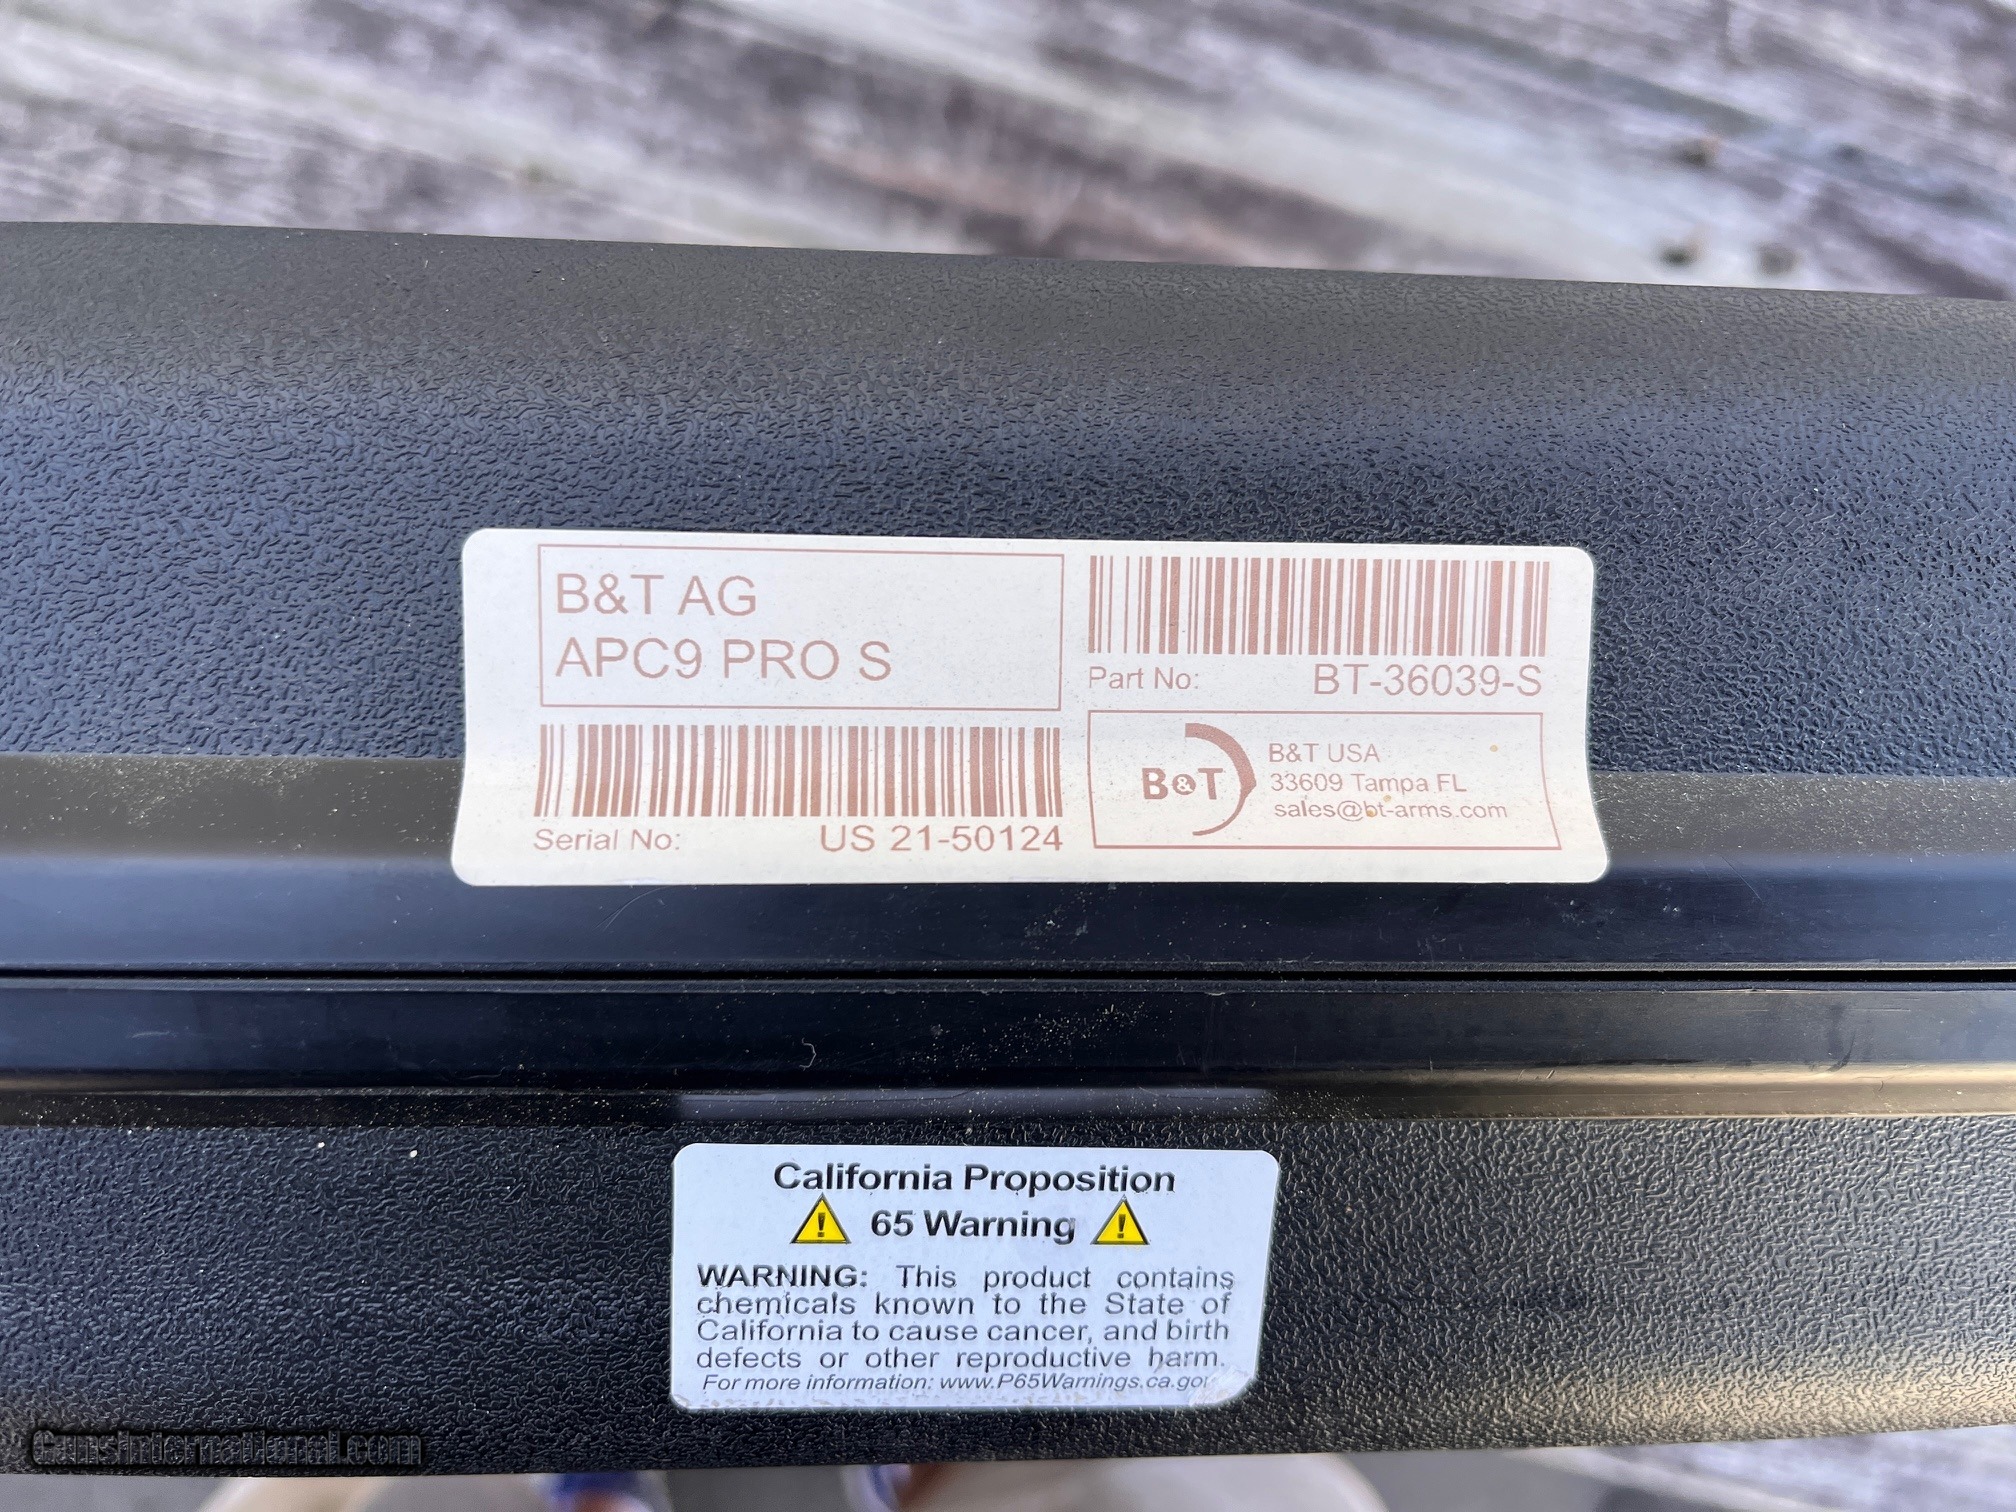 B&T AG
APC9 PRO S
Part No: BT-36039-S
Serial No: US 21-50124
B&T
B&T USA
33609 Tampa FL
sales@bt-arms.com
California Proposition
65 Warning
WARNING: This product contains
chemicals known to the State of
California to cause cancer, and birth
defects or other reproductive harm.
For more information: www.P65Warnings.ca.gov
GunsInternational.com